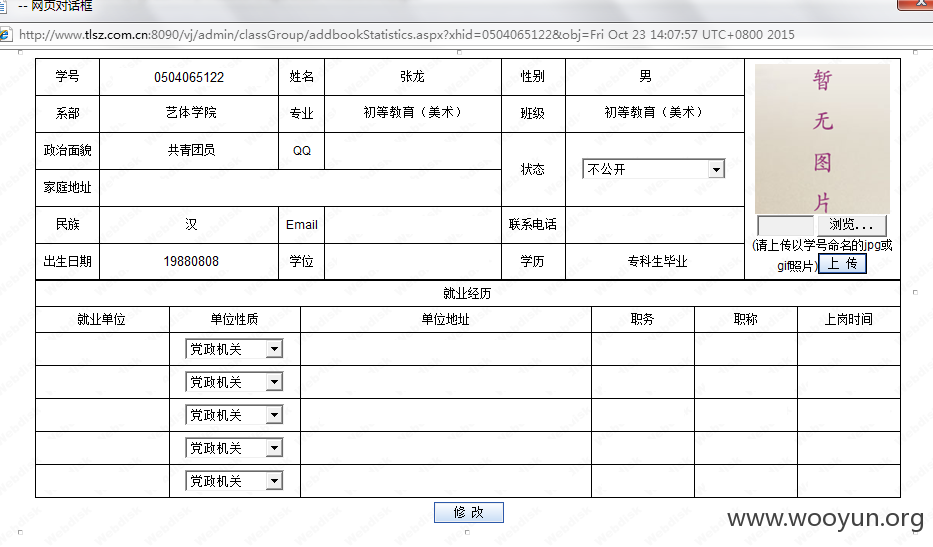 -- 网页对话框
http://www.tlsz.com.cn:8090/vj/admin/classGroup/addbookStatistics.aspx?xhid=0504065122&obj=Fri Oct 23 14:07:57 UTC+0800 2015
学号 0504065122 姓名 张龙 性别 男
系部 艺体学院 专业 初等教育（美术） 班级 初等教育（美术）
政治面貌 共青团员 QQ 状态 不公开
家庭地址
民族 汉 Email 联系电话
出生日期 19880808 学位 学历 专科生毕业
暂
无
图
片
浏览...
(请上传以学号命名的jpg或
gif照片) 上 传
就业经历
就业单位 单位性质 单位地址 职务 职称 上岗时间
党政机关
党政机关
党政机关
党政机关
党政机关
修 改
www.wooyun.org